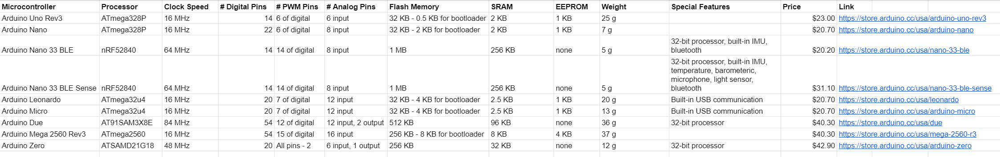 Microcontroller Processor Clock Speed # Digital Pins # PWM Pins # Analog Pins Flash Memory SRAM EEPROM Weight Special Features Price Link
Arduino Uno Rev3 ATmega328P 16 MHz 14 6 of digital 6 input 32 KB - 0.5 KB for bootloader 2 KB 1 KB 25 g $23.00 https://store.arduino.cc/usa/arduino-uno-rev3
Arduino Nano ATmega328P 16 MHz 22 6 of digital 8 input 32 KB - 2 KB for bootloader 2 KB 1 KB 7 g $20.70 https://store.arduino.cc/usa/arduino-nano
32-bit processor, built-in IMU,
Arduino Nano 33 BLE nRF52840 64 MHz 14 14 of digital 8 input 1 MB 256 KB none 5 g bluetooth $20.20 https://store.arduino.cc/usa/nano-33-ble
32-bit processor, built-in IMU,
temperature, barometeric,
microphone, light sensor,
Arduino Nano 33 BLE Sense nRF52840 64 MHz 14 14 of digital 8 input 1 MB 256 KB none 5 g bluetooth $31.10 https://store.arduino.cc/usa/nano-33-ble-sense
Arduino Leonardo ATmega32u4 16 MHz 20 7 of digital 12 input 32 KB - 4 KB for bootloader 2.5 KB 1 KB 20 g Built-in USB communication $20.70 https://store.arduino.cc/usa/leonardo
Arduino Micro ATmega32u4 16 MHz 20 7 of digital 12 input 32 KB - 4 KB for bootloader 2.5 KB 1 KB 13 g Built-in USB communication $20.70 https://store.arduino.cc/usa/arduino-micro
Arduino Due AT91SAM3X8E 84 MHz 54 12 of digital 12 input, 2 output 512 KB 96 KB none 36 g 32-bit processor $40.30 https://store.arduino.cc/usa/due
Arduino Mega 2560 Rev3 ATmega2560 16 MHz 54 15 of digital 16 input 256 KB - 8 KB for bootloader 8 KB 4 KB 37 g $40.30 https://store.arduino.cc/usa/mega-2560-r3
Arduino Zero ATSAMD21G18 48 MHz 20 All pins - 2 6 input, 1 output 256 KB 32 KB none 12 g 32-bit processor $42.90 https://store.arduino.cc/usa/arduino-zero